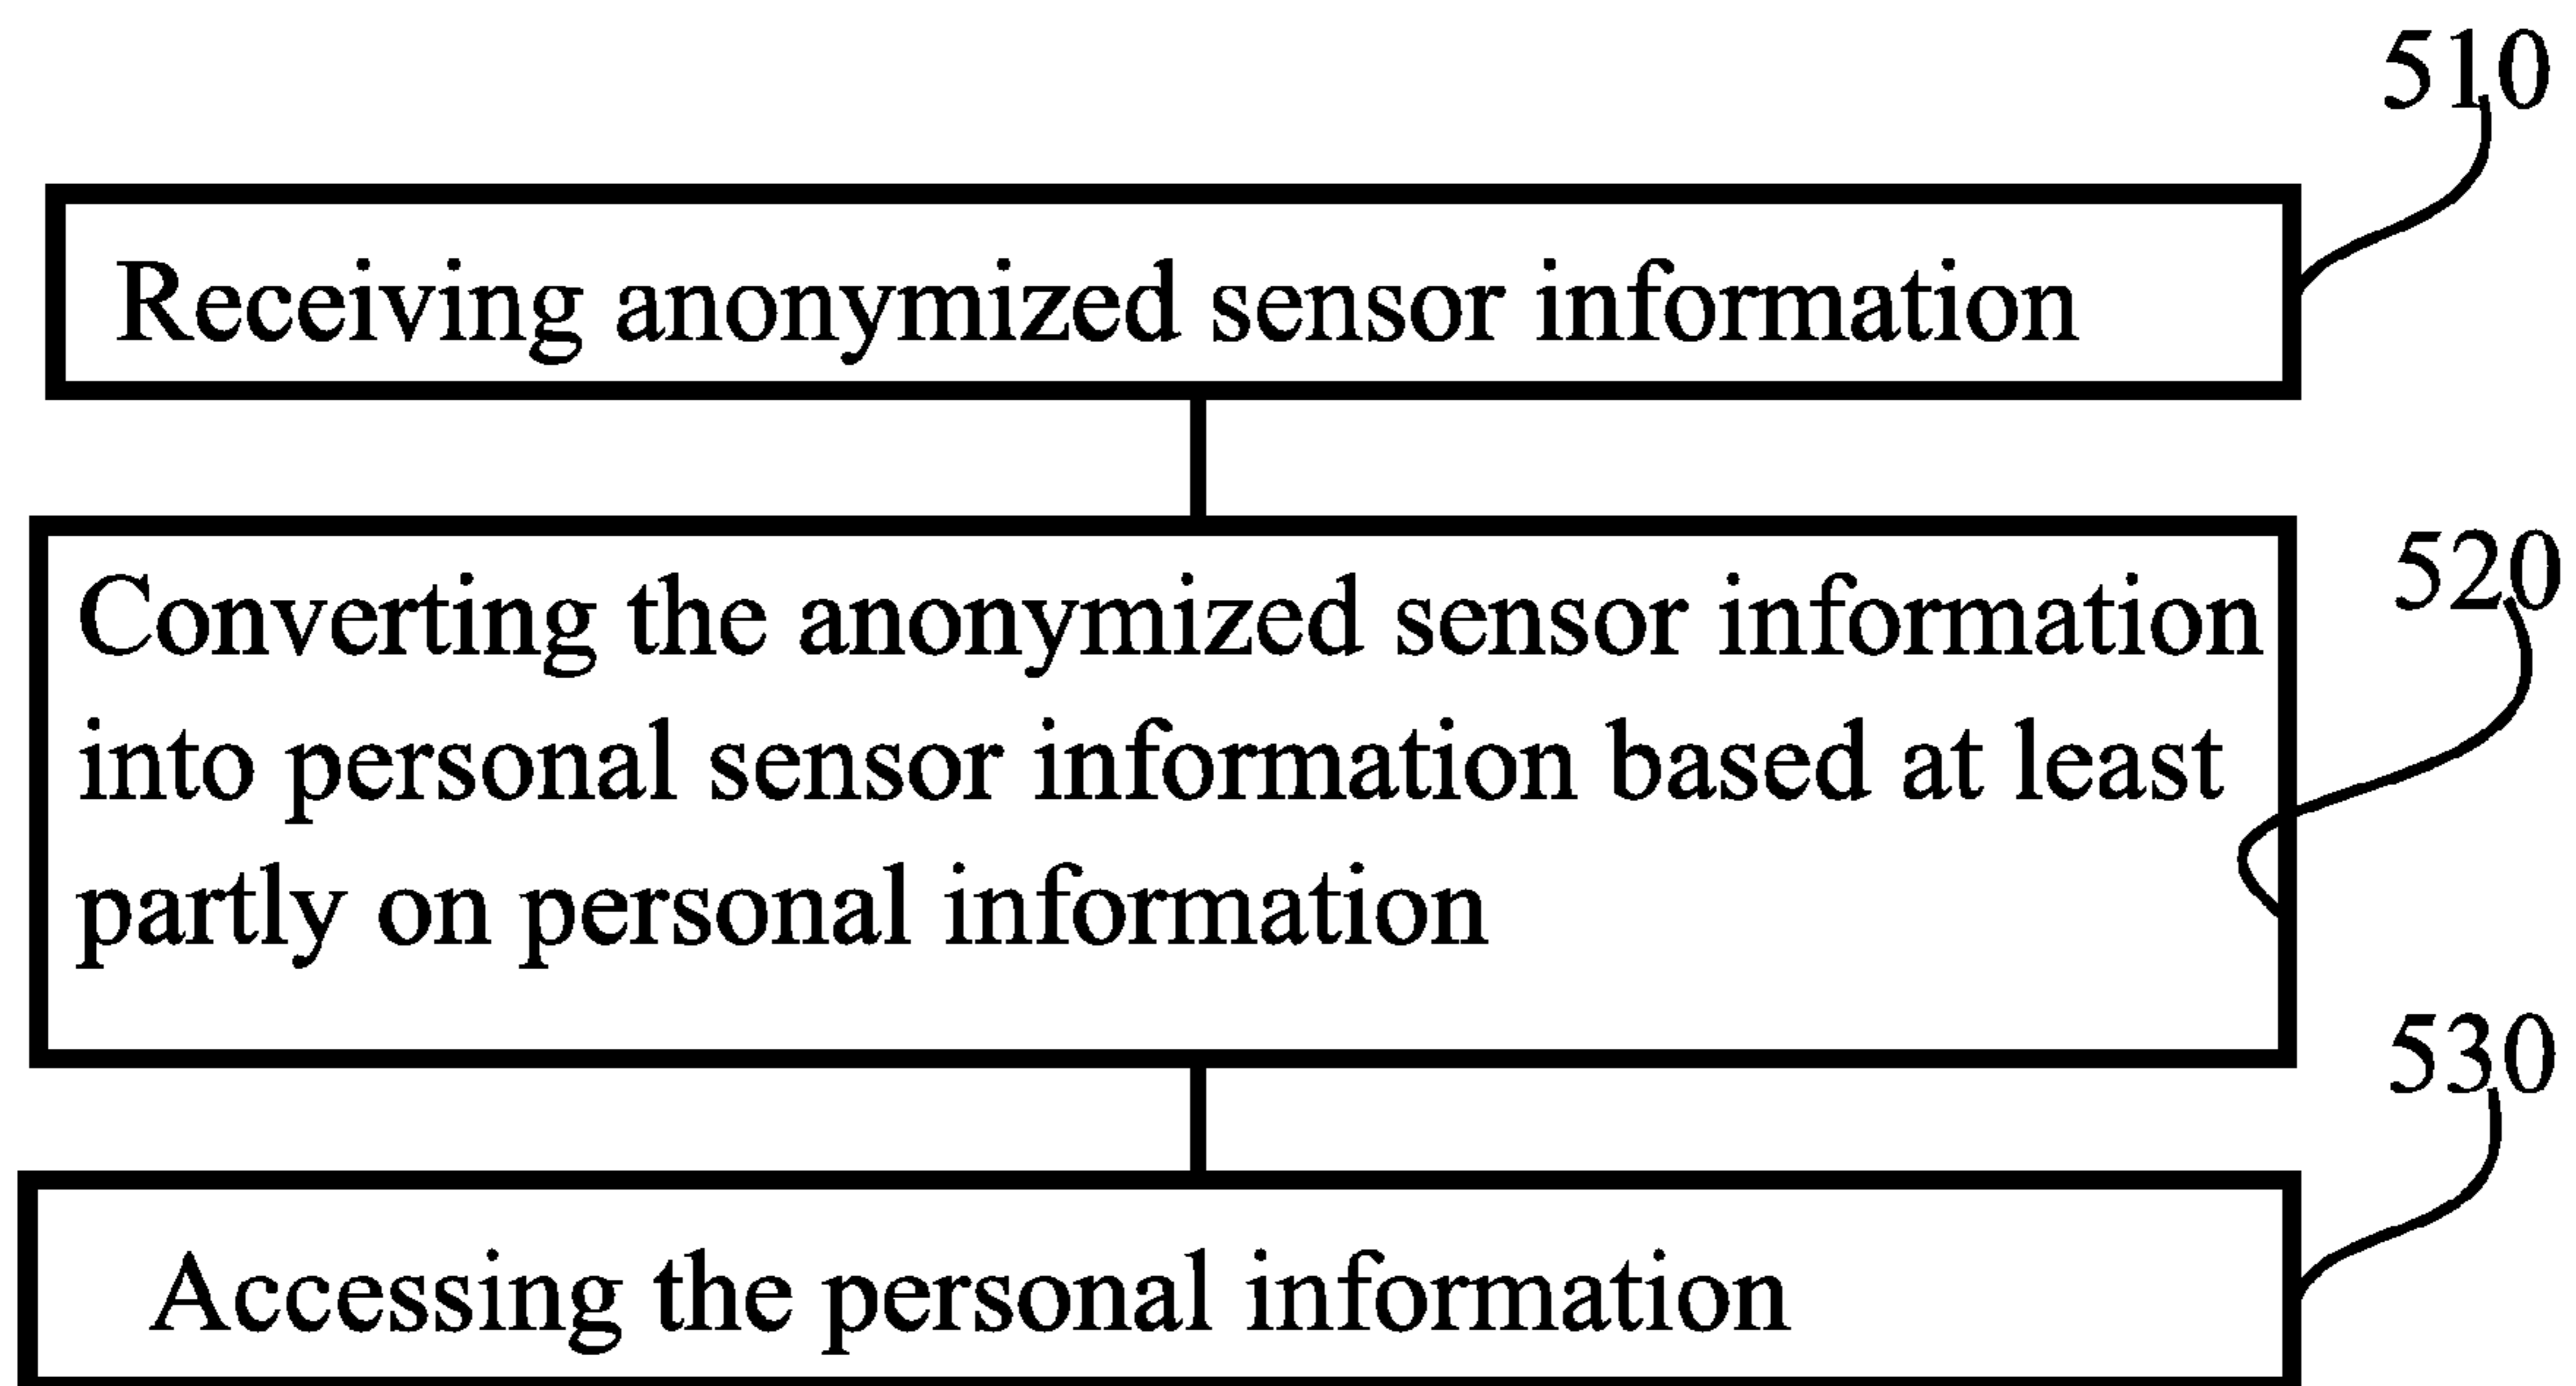 510
Receiving anonymized sensor information
520
Converting the anonymized sensor information
into personal sensor information based at least
partly on personal information
530
Accessing the personal information